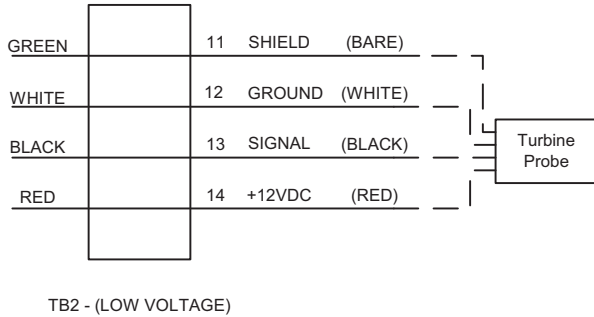 GREEN 11 SHIELD (BARE)
WHITE 12 GROUND (WHITE)
BLACK 13 SIGNAL (BLACK)
RED 14 +12VDC (RED)
Turbine
Probe
TB2 - (LOW VOLTAGE)